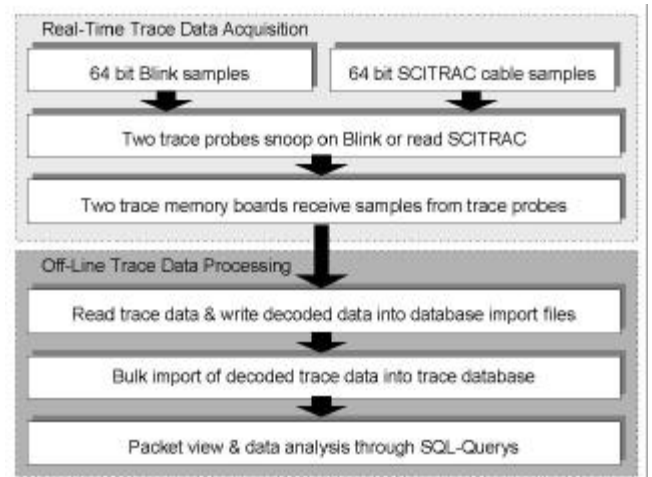 Real-Time Trace Data Acquisition
64 bit Blink samples
64 bit SCITRAC cable samples
Two trace probes snoop on Blink or read SCITRAC
Two trace memory boards receive samples from trace probes
Off-Line Trace Data Processing
Read trace data & write decoded data into database import files
Bulk import of decoded trace data into trace database
Packet view & data analysis through SQL-Querys